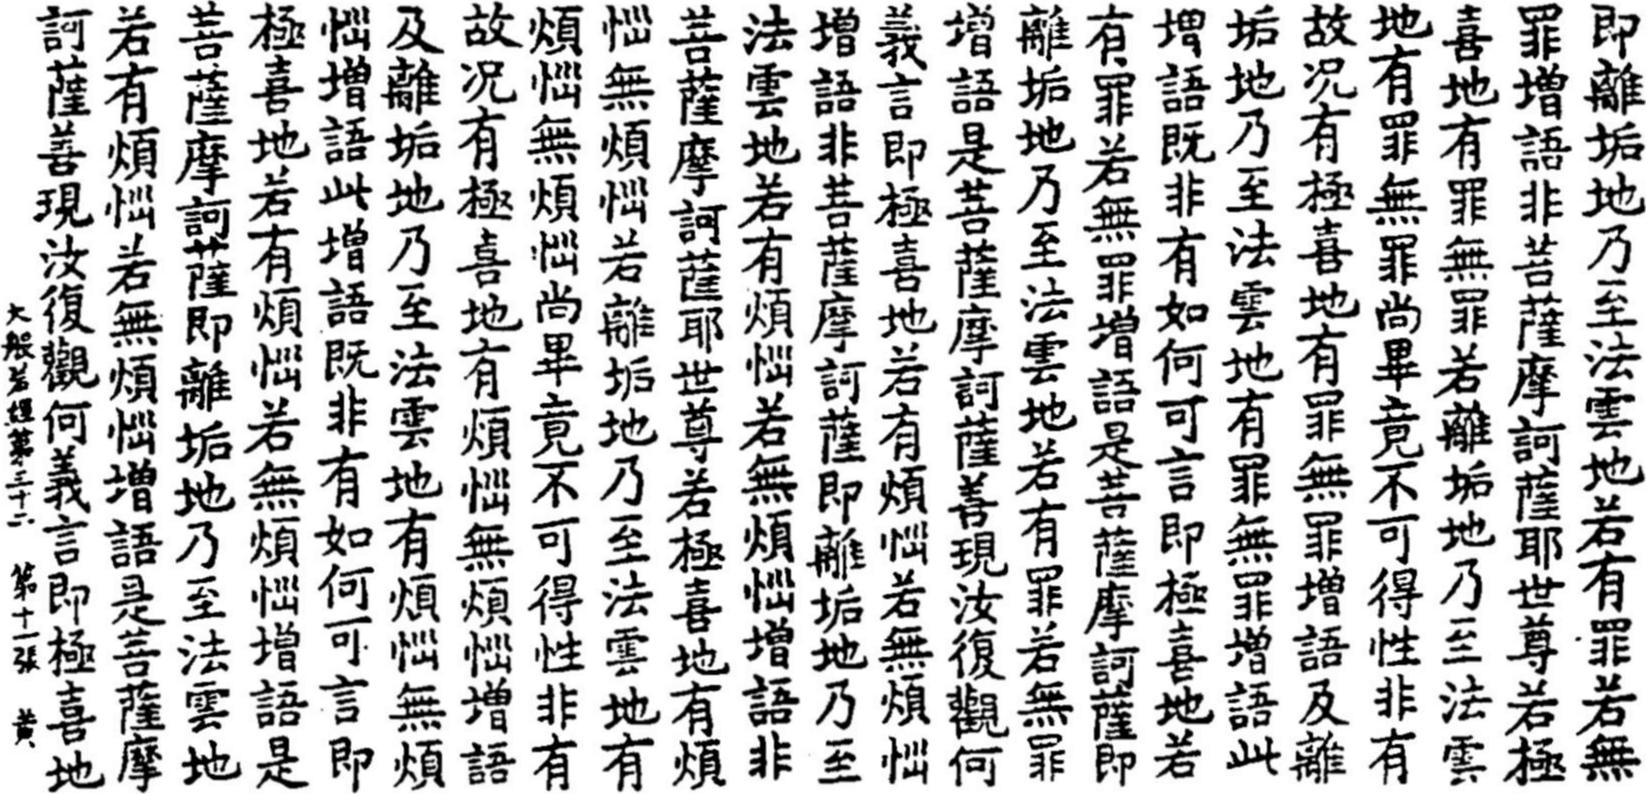 即離垢地乃至法雲地若有罪若無
罪增語非菩薩摩訶薩耶世尊若極
喜地有罪無罪若離垢地乃至法雲
地有罪無罪尚畢竟不可得性非有
故况有極喜地有罪無罪增語及離
垢地乃至法雲地有罪無罪增語此
增語既非有如何可言即極喜地若
有罪若無罪增語是菩薩摩訶薩即
離垢地乃至法雲地若有罪若無罪
增語是菩薩摩訶薩善現汝復觀何
義言即極喜地若有煩惱若無煩惱
增語非菩薩摩訶薩即離垢地乃至
法雲地若有煩惱若無煩惱增語非
菩薩摩訶薩耶世尊若極喜地有煩
惱無煩惱若離垢地乃至法雲地有
煩惱無煩惱尚畢竟不可得性非有
故况有極喜地有煩惱無煩惱增語
及離垢地乃至法雲地有煩惱無煩
惱增語此增語既非有如何可言即
極喜地若有煩惱若無煩惱增語是
菩薩摩訶薩即離垢地乃至法雲地
若有煩惱若無煩惱增語是菩薩摩
訶薩善現汝復觀何義言即極喜地
大般若經第三十六 第十一張 黄